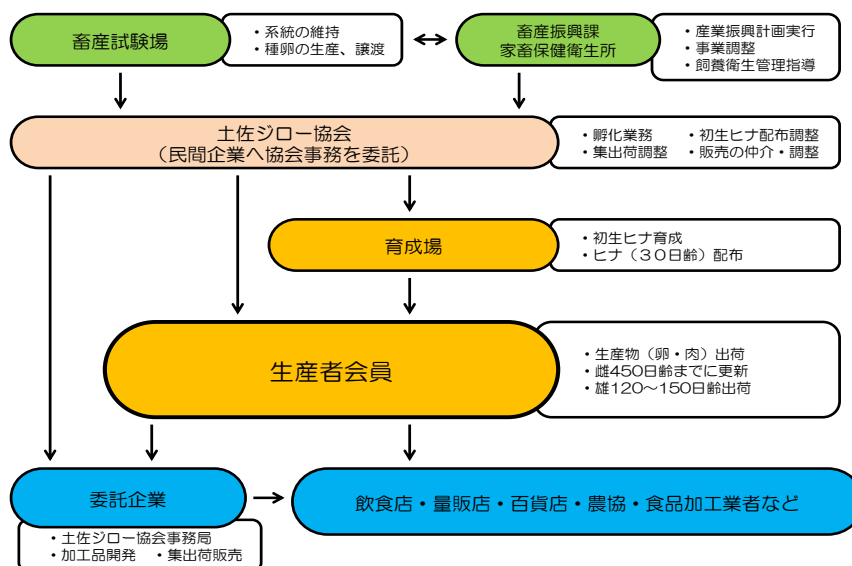 畜産試験場
・系統の維持
・種卵の生産、譲渡
畜産振興課
家畜保健衛生所
・産業振興計画実行
・事業調整
・飼養衛生管理指導
土佐ジロー協会
（民間企業へ協会事務を委託）
・孵化業務　・初生ヒナ配布調整
・集出荷調整　・販売の仲介・調整
育成場
・初生ヒナ育成
・ヒナ（３０日齢）配布
生産者会員
・生産物（卵・肉）出荷
・雌450日齢までに更新
・雄120～150日齢出荷
委託企業
・土佐ジロー協会事務局
・加工品開発　・集出荷販売
飲食店・量販店・百貨店・農協・食品加工業者など